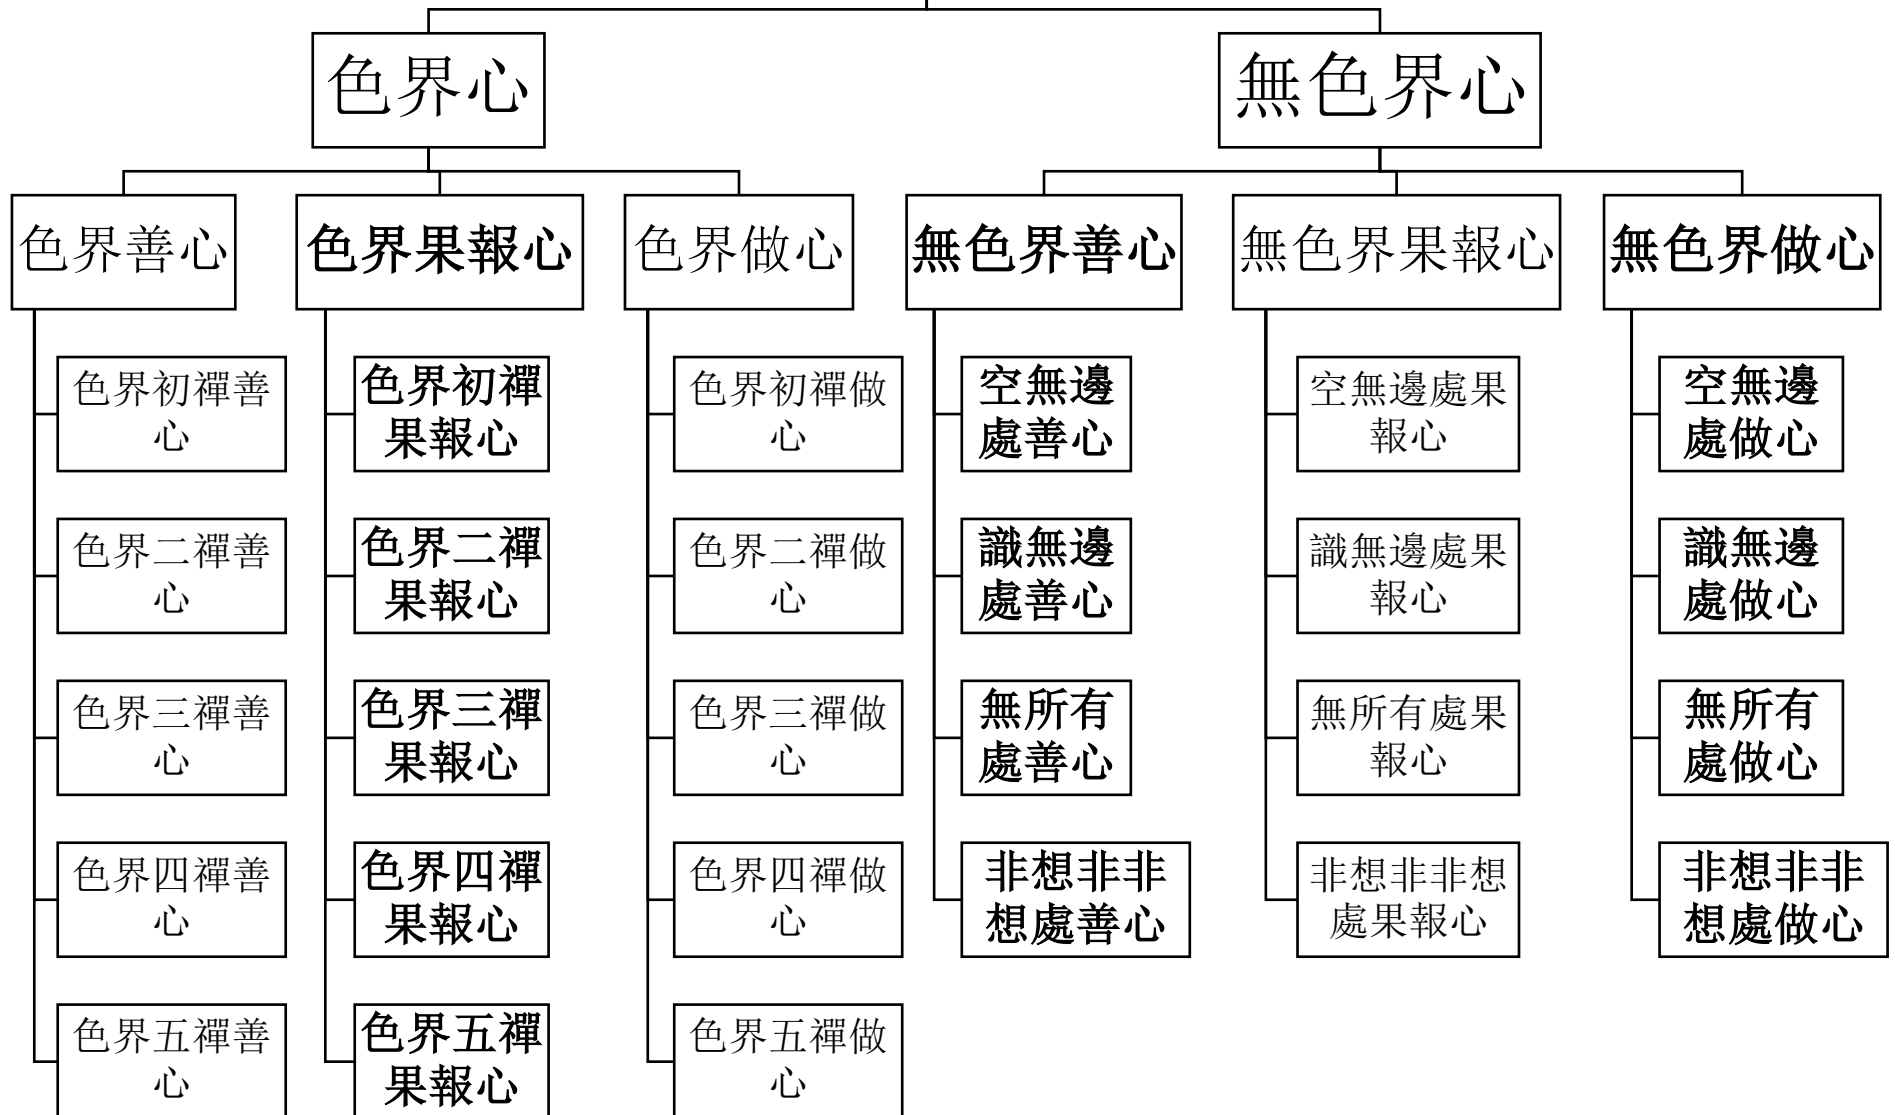 色界心
無色界心
色界善心
色界果報心
色界做心
無色界善心
無色界果報心
無色界做心
色界初禪善
心
色界二禪善
心
色界三禪善
心
色界四禪善
心
色界五禪善
心
色界初禪
果報心
色界二禪
果報心
色界三禪
果報心
色界四禪
果報心
色界五禪
果報心
色界初禪做
心
色界二禪做
心
色界三禪做
心
色界四禪做
心
色界五禪做
心
空無邊
處善心
識無邊
處善心
無所有
處善心
非想非非
想處善心
空無邊處果
報心
識無邊處果
報心
無所有處果
報心
非想非非想
處果報心
空無邊
處做心
識無邊
處做心
無所有
處做心
非想非非
想處做心